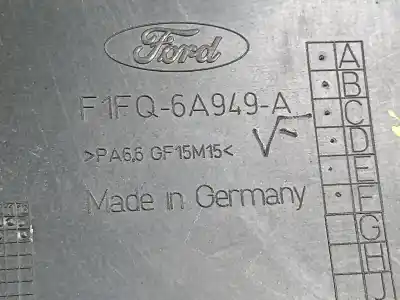 Ford
F1FQ-6A949-A
>PA6,6 GF15M15<
Made in Germany
A
B
C
D
E
F
G
H
J